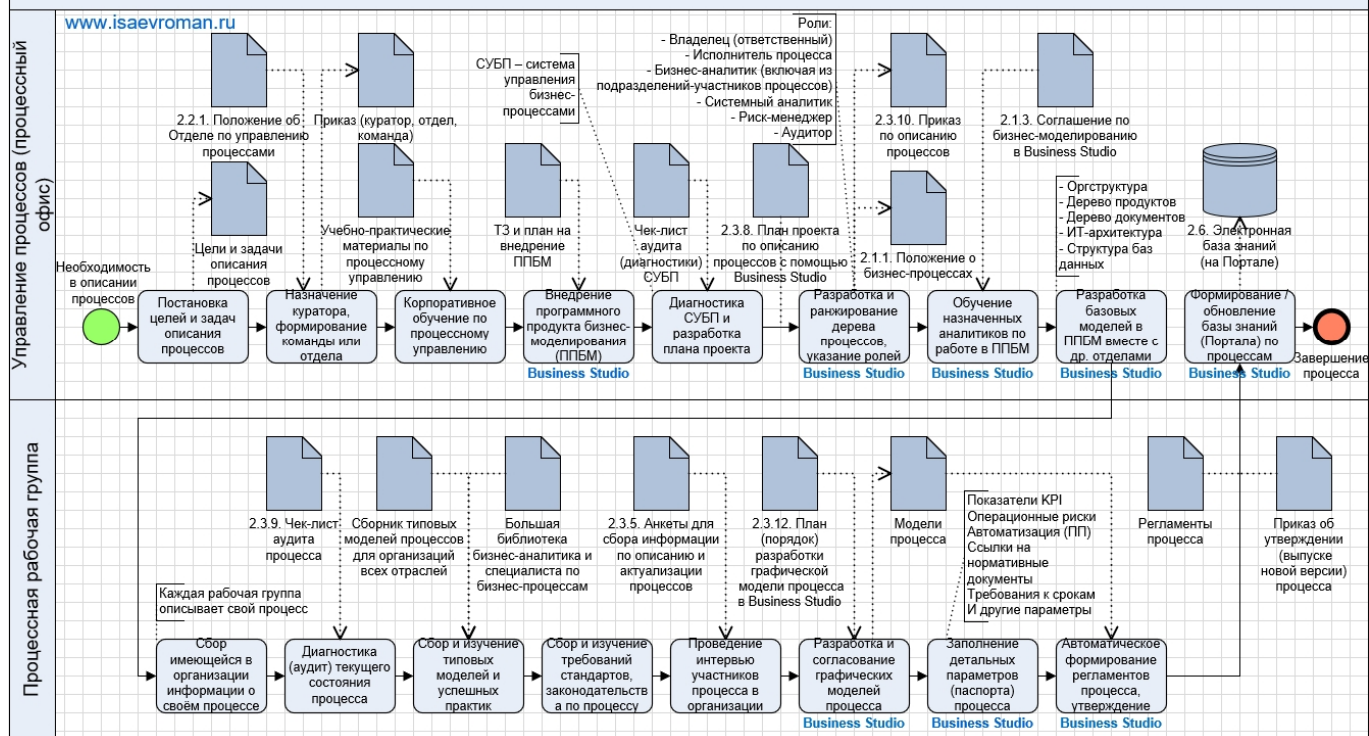 www.isaevroman.ru
Управление процессов (процессный
офис)
2.2.1. Положение об
Отделе по управлению
процессами
Приказ (куратор, отдел,
команда)
СУБП – система
управления
бизнес-
процессами
Роли:
- Владелец (ответственный)
- Исполнитель процесса
- Бизнес-аналитик (включая из
подразделений-участников процессов)
- Системный аналитик
- Риск-менеджер
- Аудитор
2.3.10. Приказ
по описанию
процессов
2.1.3. Соглашение по
бизнес-моделированию
в Business Studio
Цели и задачи
описания
процессов
Учебно-практические
материалы по
процессному
управлению
ТЗ и план на
внедрение
ППБМ
Чек-лист
аудита
(диагностики)
СУБП
2.3.8. План проекта
по описанию
процессов с помощью
Business Studio
2.1.1. Положение о
бизнес-процессах
- Оргструктура
- Дерево продуктов
- Дерево документов
- ИТ-архитектура
- Структура баз
данных
2.6. Электронная
база знаний
(на Портале)
Необходимость
в описании
процессов
Постановка
целей и задач
описания
процессов
Назначение
куратора,
формирование
команды или
отдела
Корпоративное
обучение по
процессному
управлению
Внедрение
программного
продукта бизнес-
моделирования
(ППБМ)
Business Studio
Диагностика
СУБП и
разработка
плана проекта
Разработка и
ранжирование
дерева
процессов,
указание ролей
Business Studio
Обучение
назначенных
аналитиков по
работе в ППБМ
Business Studio
Разработка
базовых
моделей в
ППБМ вместе с
др. отделами
Business Studio
Формирование /
обновление
базы знаний
(Портала) по
процессам
Business Studio
Завершение
процесса
Процессная рабочая группа
2.3.9. Чек-лист
аудита
процесса
Сборник типовых
моделей процессов
для организаций
всех отраслей
Большая
библиотека
бизнес-аналитика и
специалиста по
бизнес-процессам
2.3.5. Анкеты для
сбора информации
по описанию и
актуализации
процессов
2.3.12. План
(порядок)
разработки
графической
модели процесса
в Business Studio
Модели
процесса
Показатели KPI
Операционные риски
Автоматизация (ПП)
Ссылки на
нормативные
документы
Требования к срокам
И другие параметры
Регламенты
процесса
Приказ об
утверждении
(выпуске
новой версии)
процесса
Каждая рабочая группа
описывает свой процесс
Сбор
имеющейся в
организации
информации о
своём процессе
Диагностика
(аудит) текущего
состояния
процесса
Сбор и изучение
типовых
моделей и
успешных
практик
Сбор и изучение
требований
стандартов,
законодательств
а по процессу
Проведение
интервью
участников
процесса в
организации
Разработка и
согласование
графических
моделей
процесса
Business Studio
Заполнение
детальных
параметров
(паспорта)
процесса
Business Studio
Автоматическое
формирование
регламентов
процесса,
утверждение
Business Studio